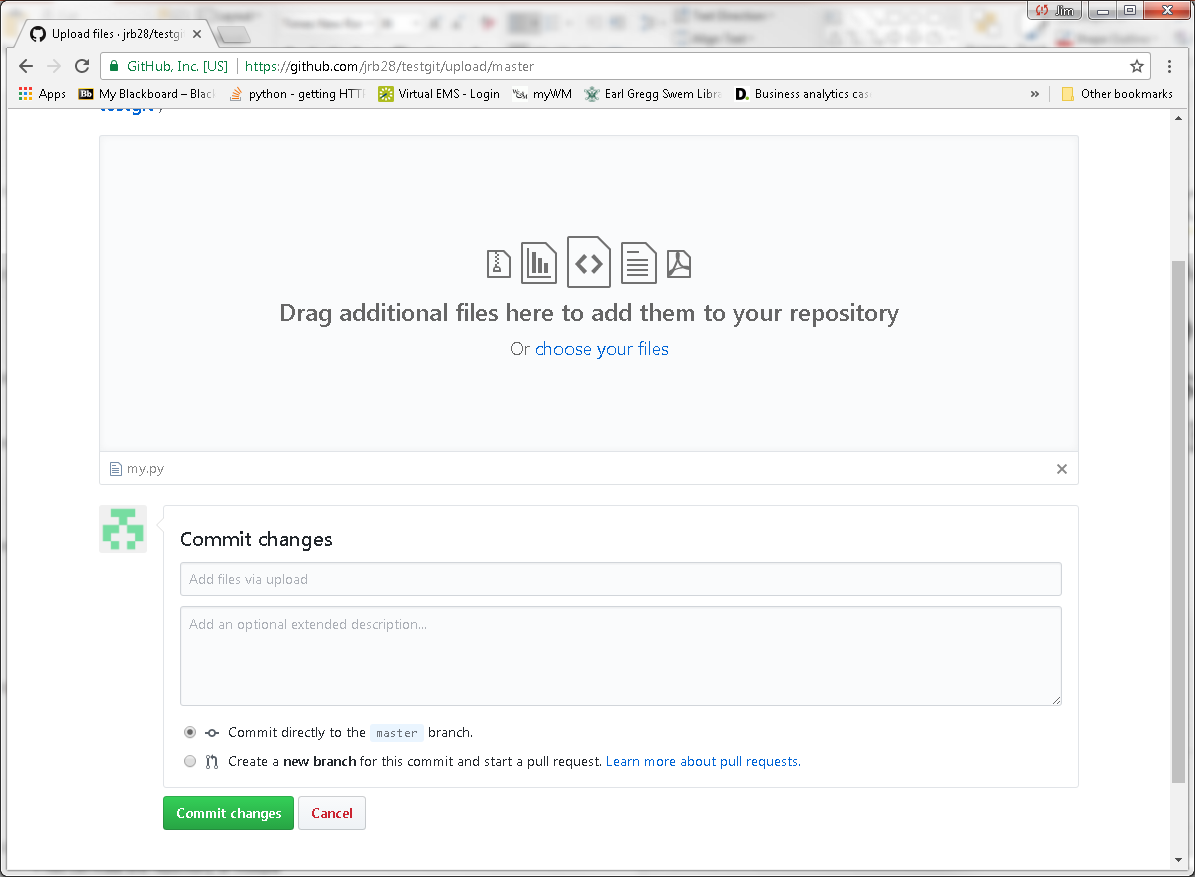 Jim
Upload files · jrb28/testgi
GitHub, Inc. [US] https://github.com/jrb28/testgit/upload/master
Apps Bb My Blackboard – Blac python - getting HTT Virtual EMS - Login myWM Earl Gregg Swem Libra D. Business analytics cas » Other bookmarks
testgit /
Drag additional files here to add them to your repository
Or choose your files
my.py
Commit changes
Add files via upload
Add an optional extended description...
Commit directly to the master branch.
Create a new branch for this commit and start a pull request. Learn more about pull requests.
Commit changes Cancel